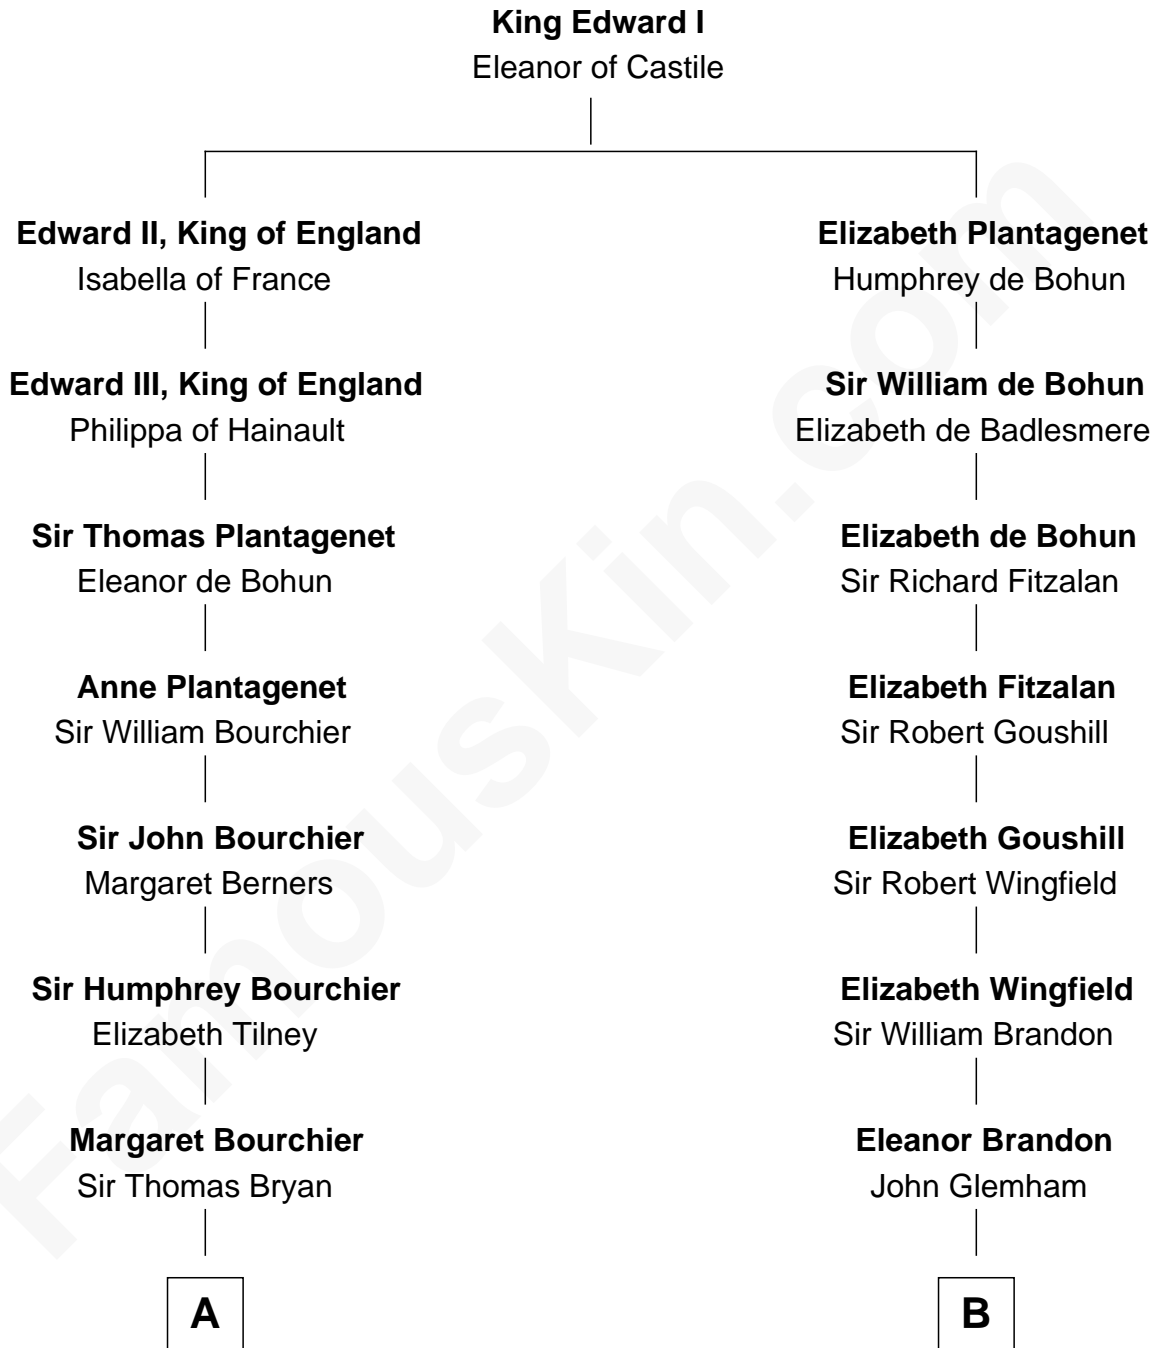 King Edward I
Eleanor of Castile
Edward II, King of England
Isabella of France
Elizabeth Plantagenet
Humphrey de Bohun
Edward III, King of England
Philippa of Hainault
Sir William de Bohun
Elizabeth de Badlesmere
Sir Thomas Plantagenet
Eleanor de Bohun
Elizabeth de Bohun
Sir Richard Fitzalan
Anne Plantagenet
Sir William Bourchier
Elizabeth Fitzalan
Sir Robert Goushill
Sir John Bourchier
Margaret Berners
Elizabeth Goushill
Sir Robert Wingfield
Sir Humphrey Bourchier
Elizabeth Tilney
Elizabeth Wingfield
Sir William Brandon
Margaret Bourchier
Sir Thomas Bryan
Eleanor Brandon
John Glemham
A
B
FamousKin.com